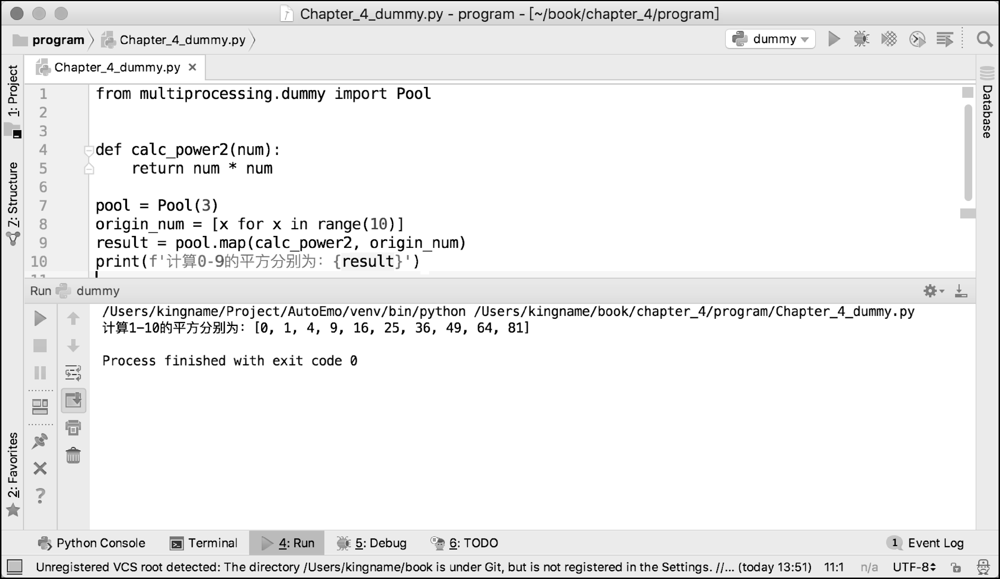 Chapter_4_dummy.py - program - [~/book/chapter_4/program]
program Chapter_4_dummy.py dummy
Chapter_4_dummy.py
1: Project
7: Structure
2: Favorites
Database
1 from multiprocessing.dummy import Pool
2
3
4 def calc_power2(num):
5     return num * num
6
7 pool = Pool(3)
8 origin_num = [x for x in range(10)]
9 result = pool.map(calc_power2, origin_num)
10 print(f'计算0-9的平方分别为：{result}')
11
Run dummy
/Users/kingname/Project/AutoEmo/venv/bin/python /Users/kingname/book/chapter_4/program/Chapter_4_dummy.py
计算1-10的平方分别为：[0, 1, 4, 9, 16, 25, 36, 49, 64, 81]
Process finished with exit code 0
Python Console Terminal 4: Run 5: Debug 6: TODO 1 Event Log
Unregistered VCS root detected: The directory /Users/kingname/book is under Git, but is not registered in the Settings. //... (today 13:51) 11:1 n/a UTF-8